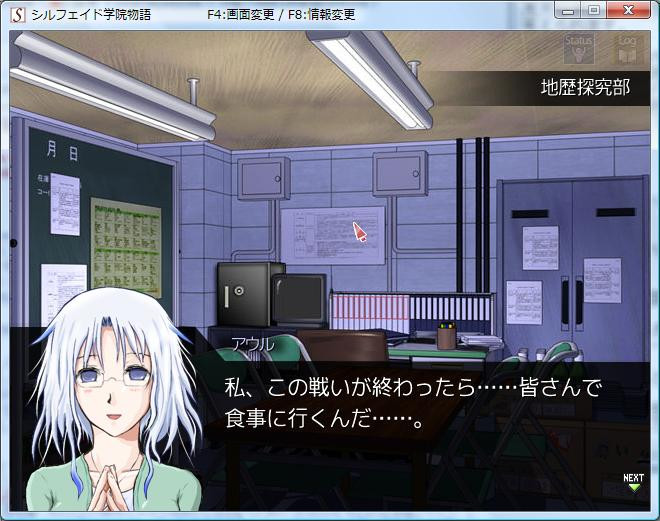 シルフェイド学院物語
F4:画面変更 / F8:情報変更
Status
Log
地歴探究部
月 日
アウル
私、この戦いが終わったら……皆さんで
食事に行くんだ……。
NEXT